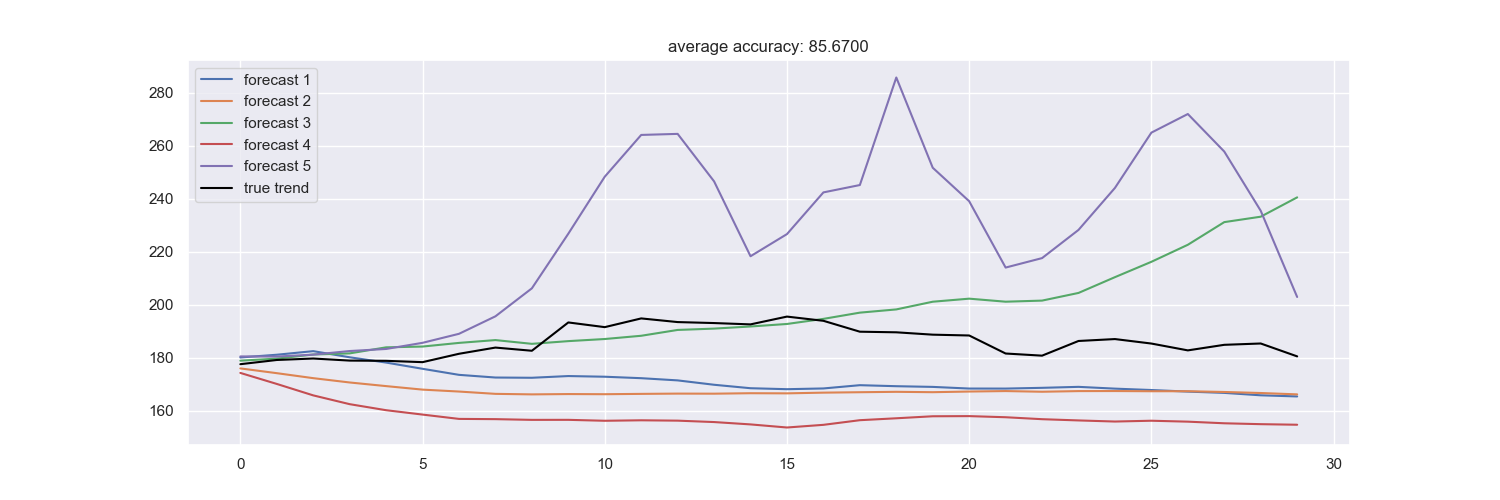 average accuracy: 85.6700
forecast 1
forecast 2
forecast 3
forecast 4
forecast 5
true trend
280
260
240
220
200
180
160
0 5 10 15 20 25 30